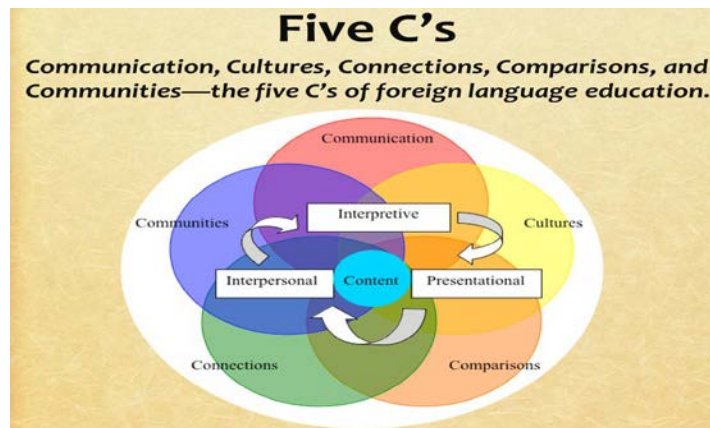 Five C's
Communication, Cultures, Connections, Comparisons, and
Communities—the five C's of foreign language education.
Communication
Communities
Interpretive
Cultures
Interpersonal
Content
Presentational
Connections
Comparisons